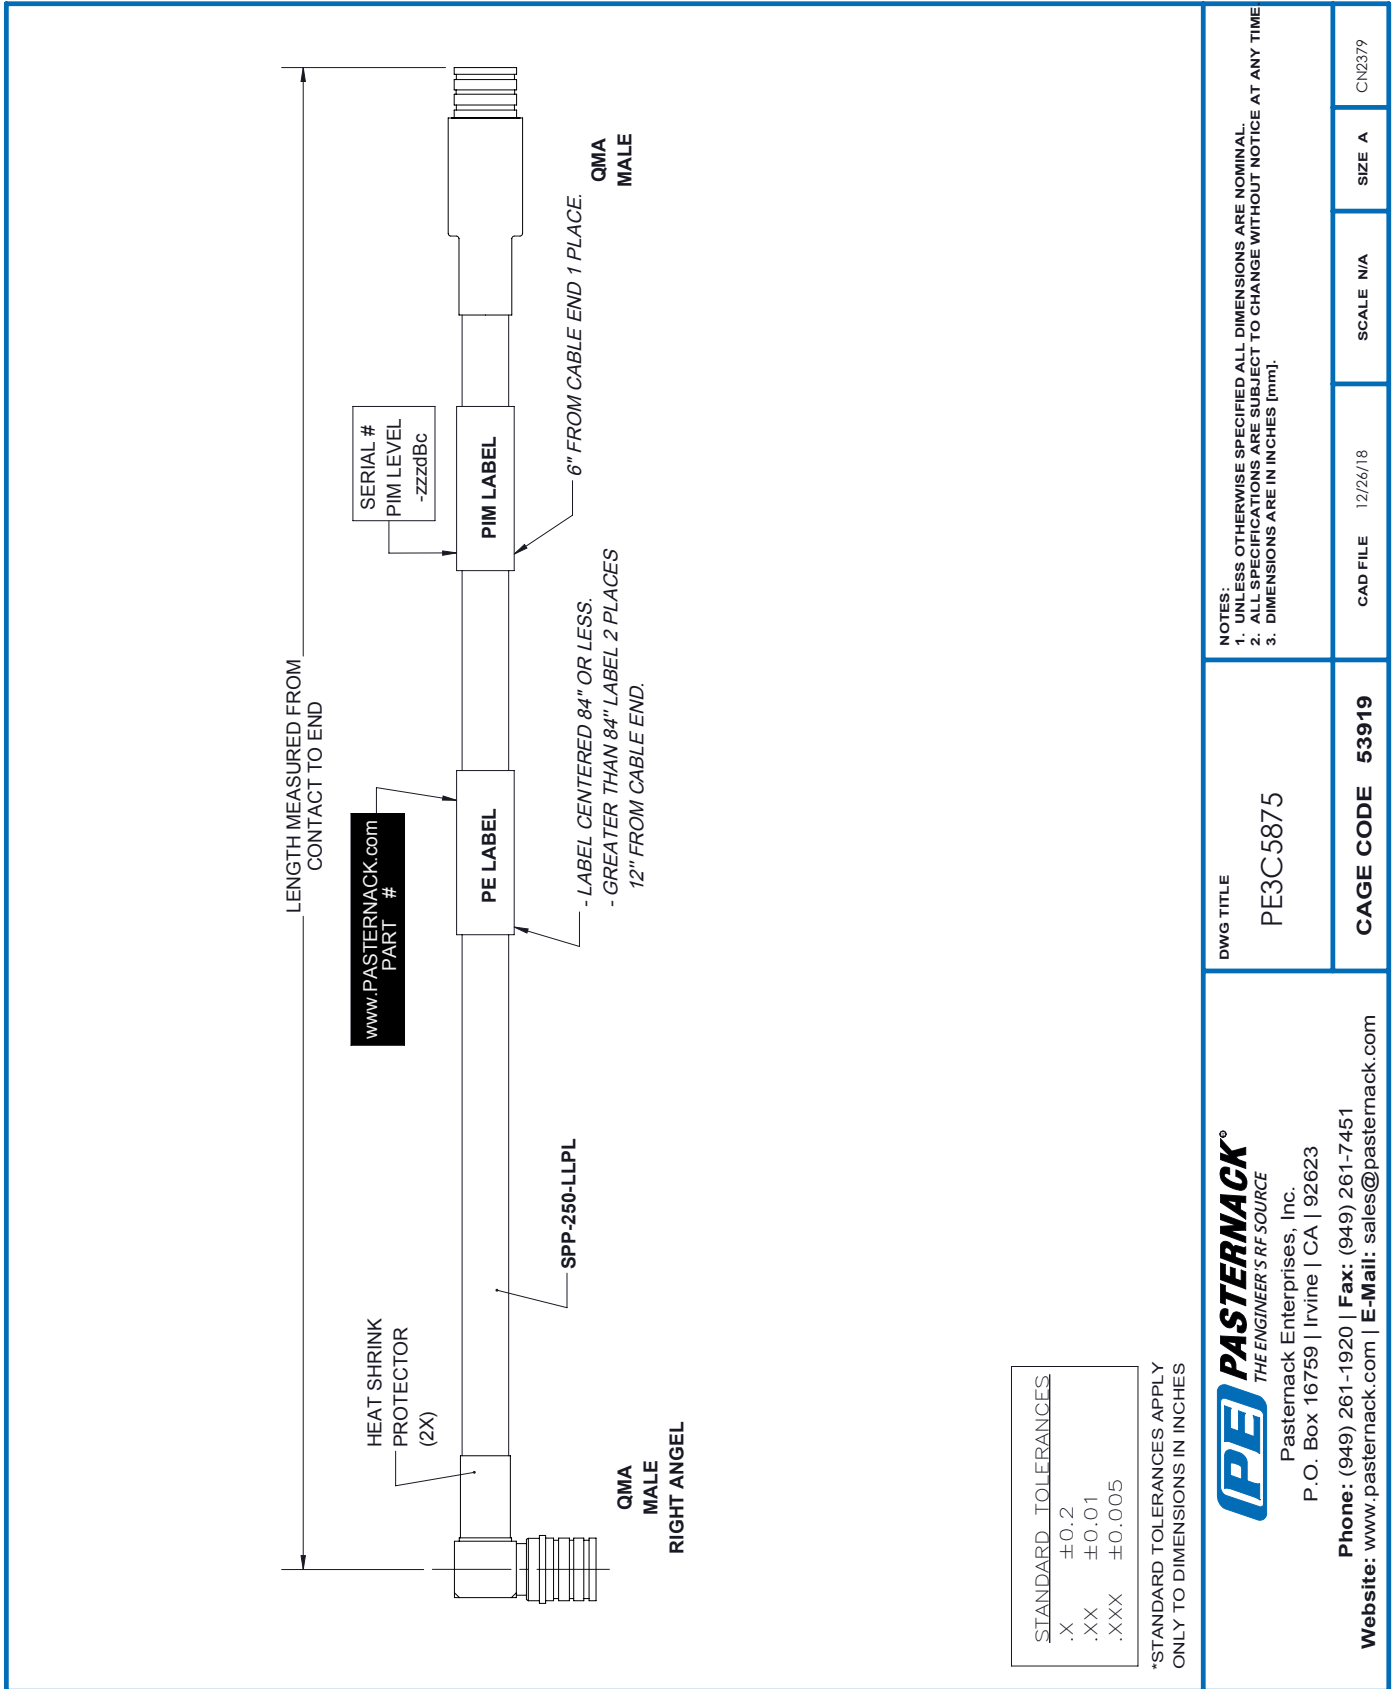 LENGTH MEASURED FROM
CONTACT TO END
HEAT SHRINK
PROTECTOR
(2X)
www.PASTERNACK.com
PART #
SERIAL #
PIM LEVEL
-zzzdBc
PE LABEL
PIM LABEL
SPP-250-LLPL
- LABEL CENTERED 84" OR LESS.
- GREATER THAN 84" LABEL 2 PLACES
12" FROM CABLE END.
6" FROM CABLE END 1 PLACE.
QMA
MALE
RIGHT ANGEL
QMA
MALE
STANDARD TOLERANCES
.X ±0.2
.XX ±0.01
.XXX ±0.005
*STANDARD TOLERANCES APPLY
ONLY TO DIMENSIONS IN INCHES
PE PASTERNACK®
THE ENGINEER'S RF SOURCE
Pasternack Enterprises, Inc.
P.O. Box 16759 | Irvine | CA | 92623
Phone: (949) 261-1920 | Fax: (949) 261-7451
Website: www.pasternack.com | E-Mail: sales@pasternack.com
DWG TITLE
PE3C5875
CAGE CODE 53919
NOTES:
1. UNLESS OTHERWISE SPECIFIED ALL DIMENSIONS ARE NOMINAL.
2. ALL SPECIFICATIONS ARE SUBJECT TO CHANGE WITHOUT NOTICE AT ANY TIME.
3. DIMENSIONS ARE IN INCHES [mm].
CAD FILE 12/26/18
SCALE N/A
SIZE A
CN2379